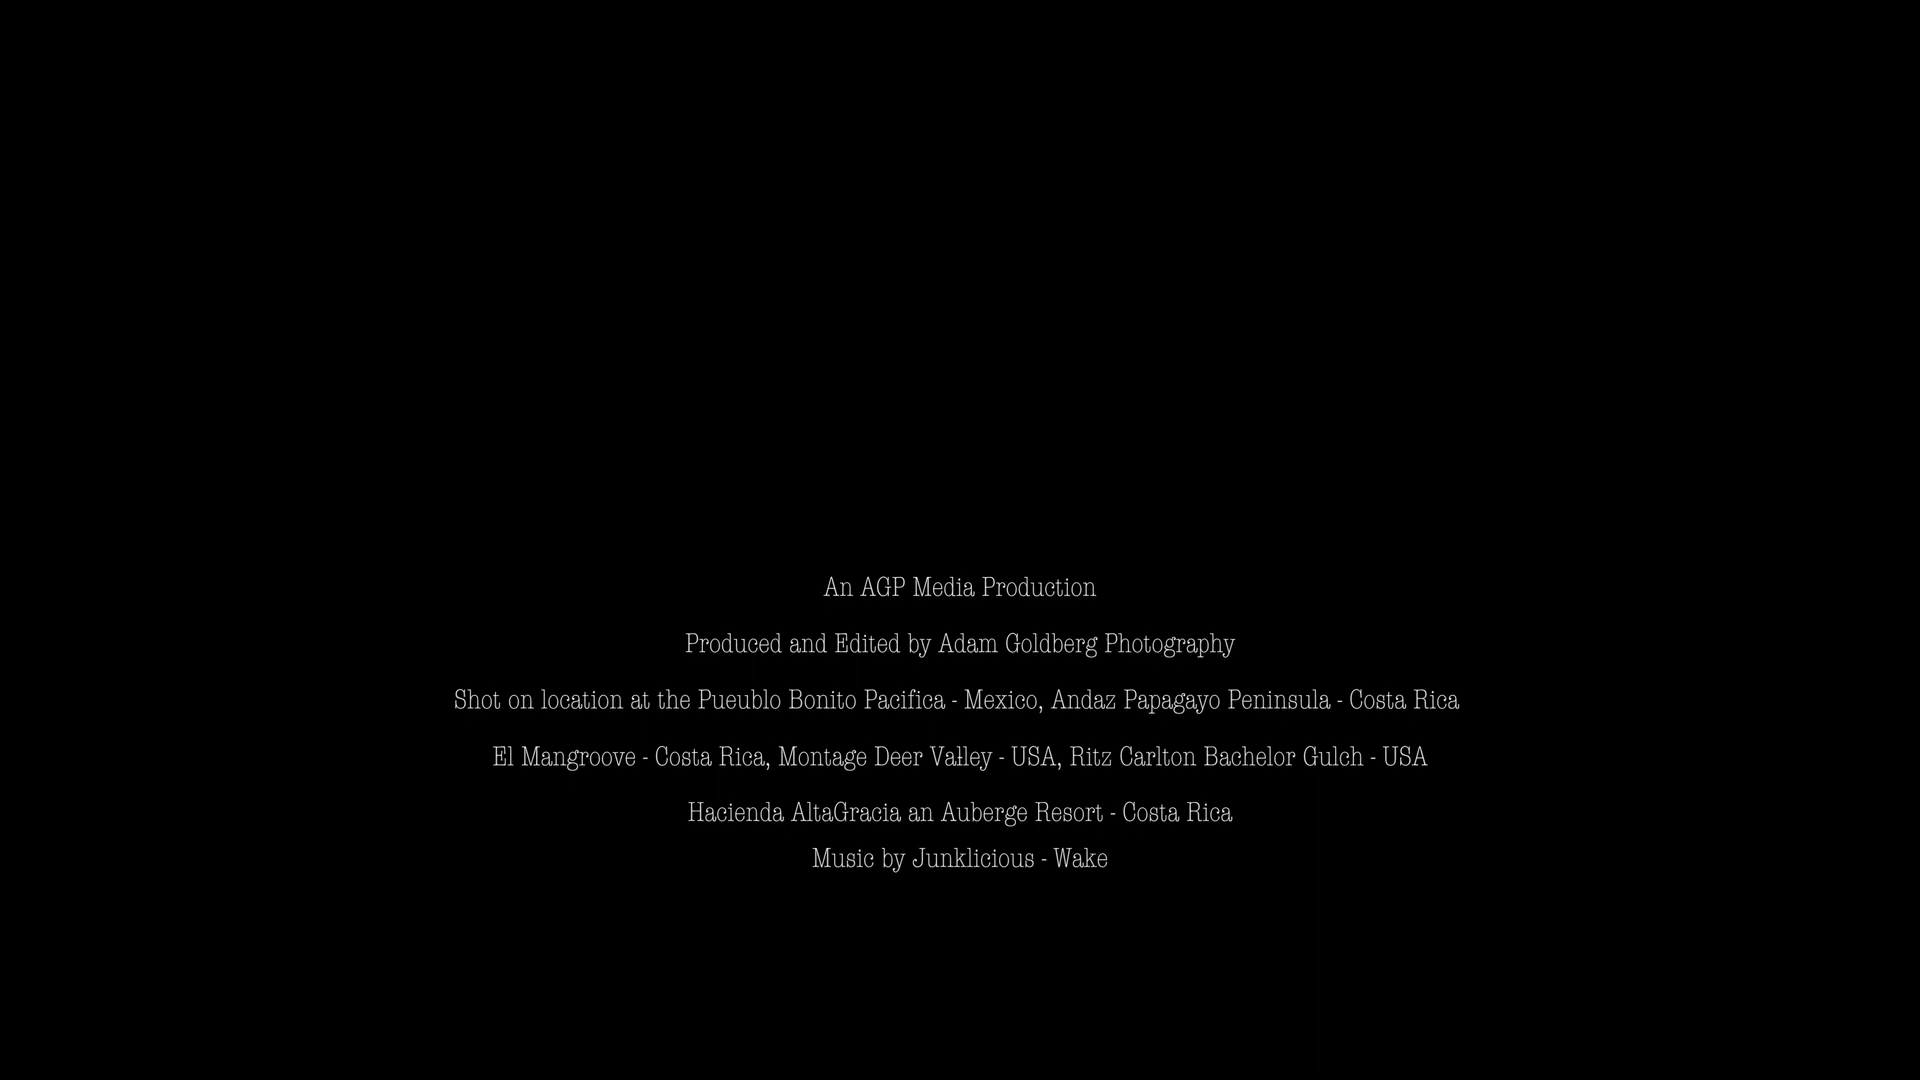 An AGP Media Production
Produced and Edited by Adam Goldberg Photography
Shot on location at the Pueublo Bonito Pacifica - Mexico, Andaz Papagayo Peninsula - Costa Rica
El Mangroove - Costa Rica, Montage Deer Valley - USA, Ritz Carlton Bachelor Gulch - USA
Hacienda AltaGracia an Auberge Resort - Costa Rica
Music by Junklicious - Wake